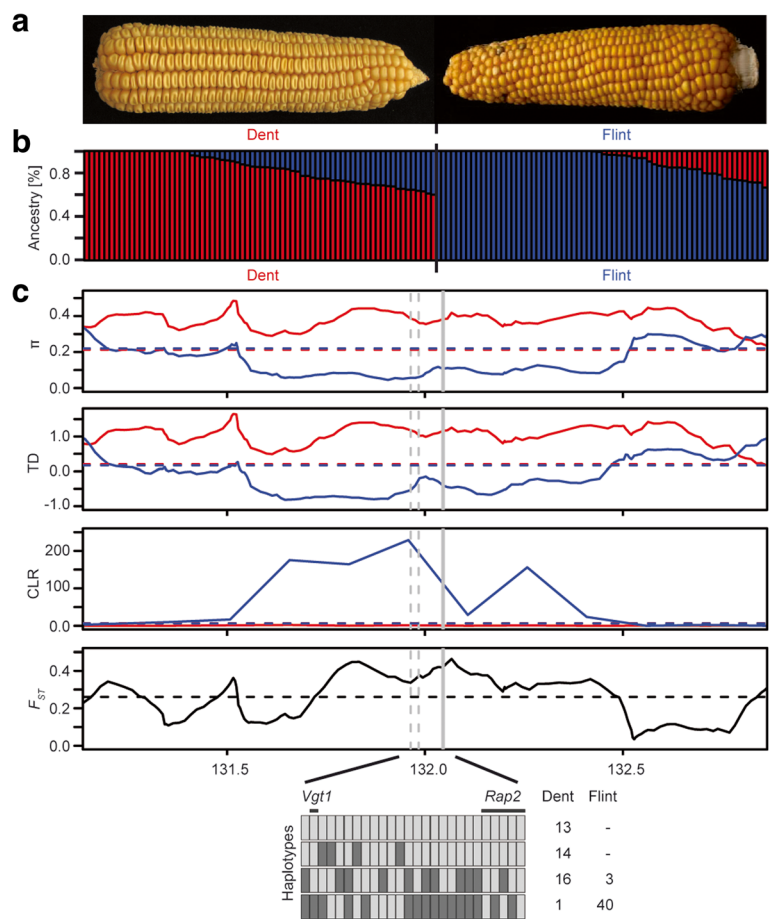 a
Dent Flint
b
Ancestry [%]
0.8
0.4
0.0
Dent Flint
c
π
0.4
0.2
0.0
TD
1.0
0.0
-1.0
CLR
200
100
0.0
FST
0.4
0.2
0.0
131.5 132.0 132.5
Vgt1 Rap2 Dent Flint
Haplotypes
13 -
14 -
16 3
1 40